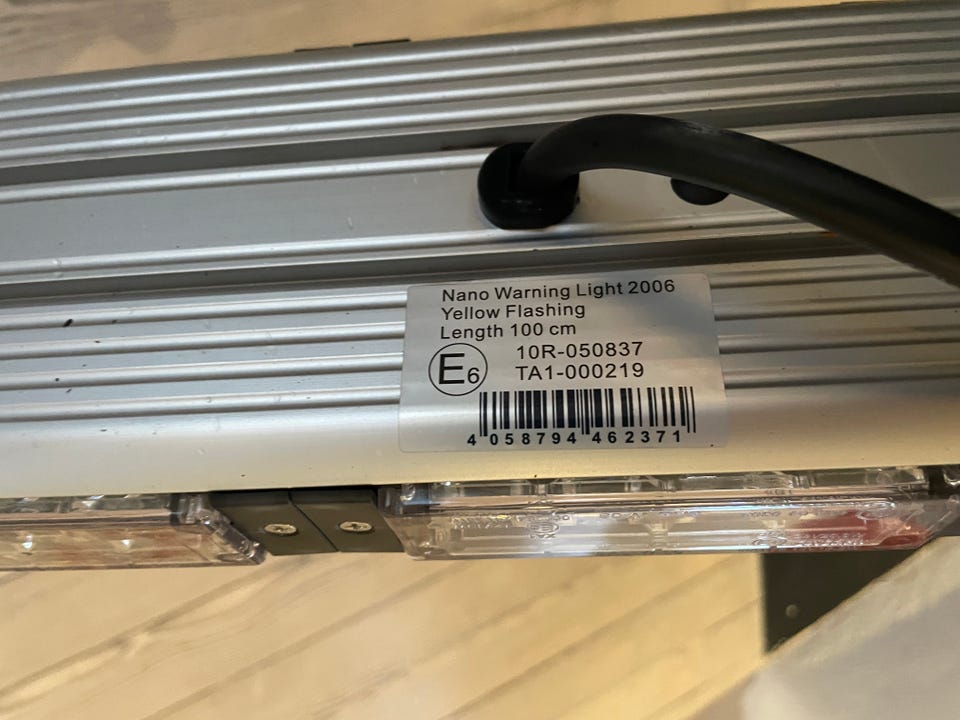 Nano Warning Light 2006
Yellow Flashing
Length 100 cm
E6
10R-050837
TA1-000219
4 058794 462371